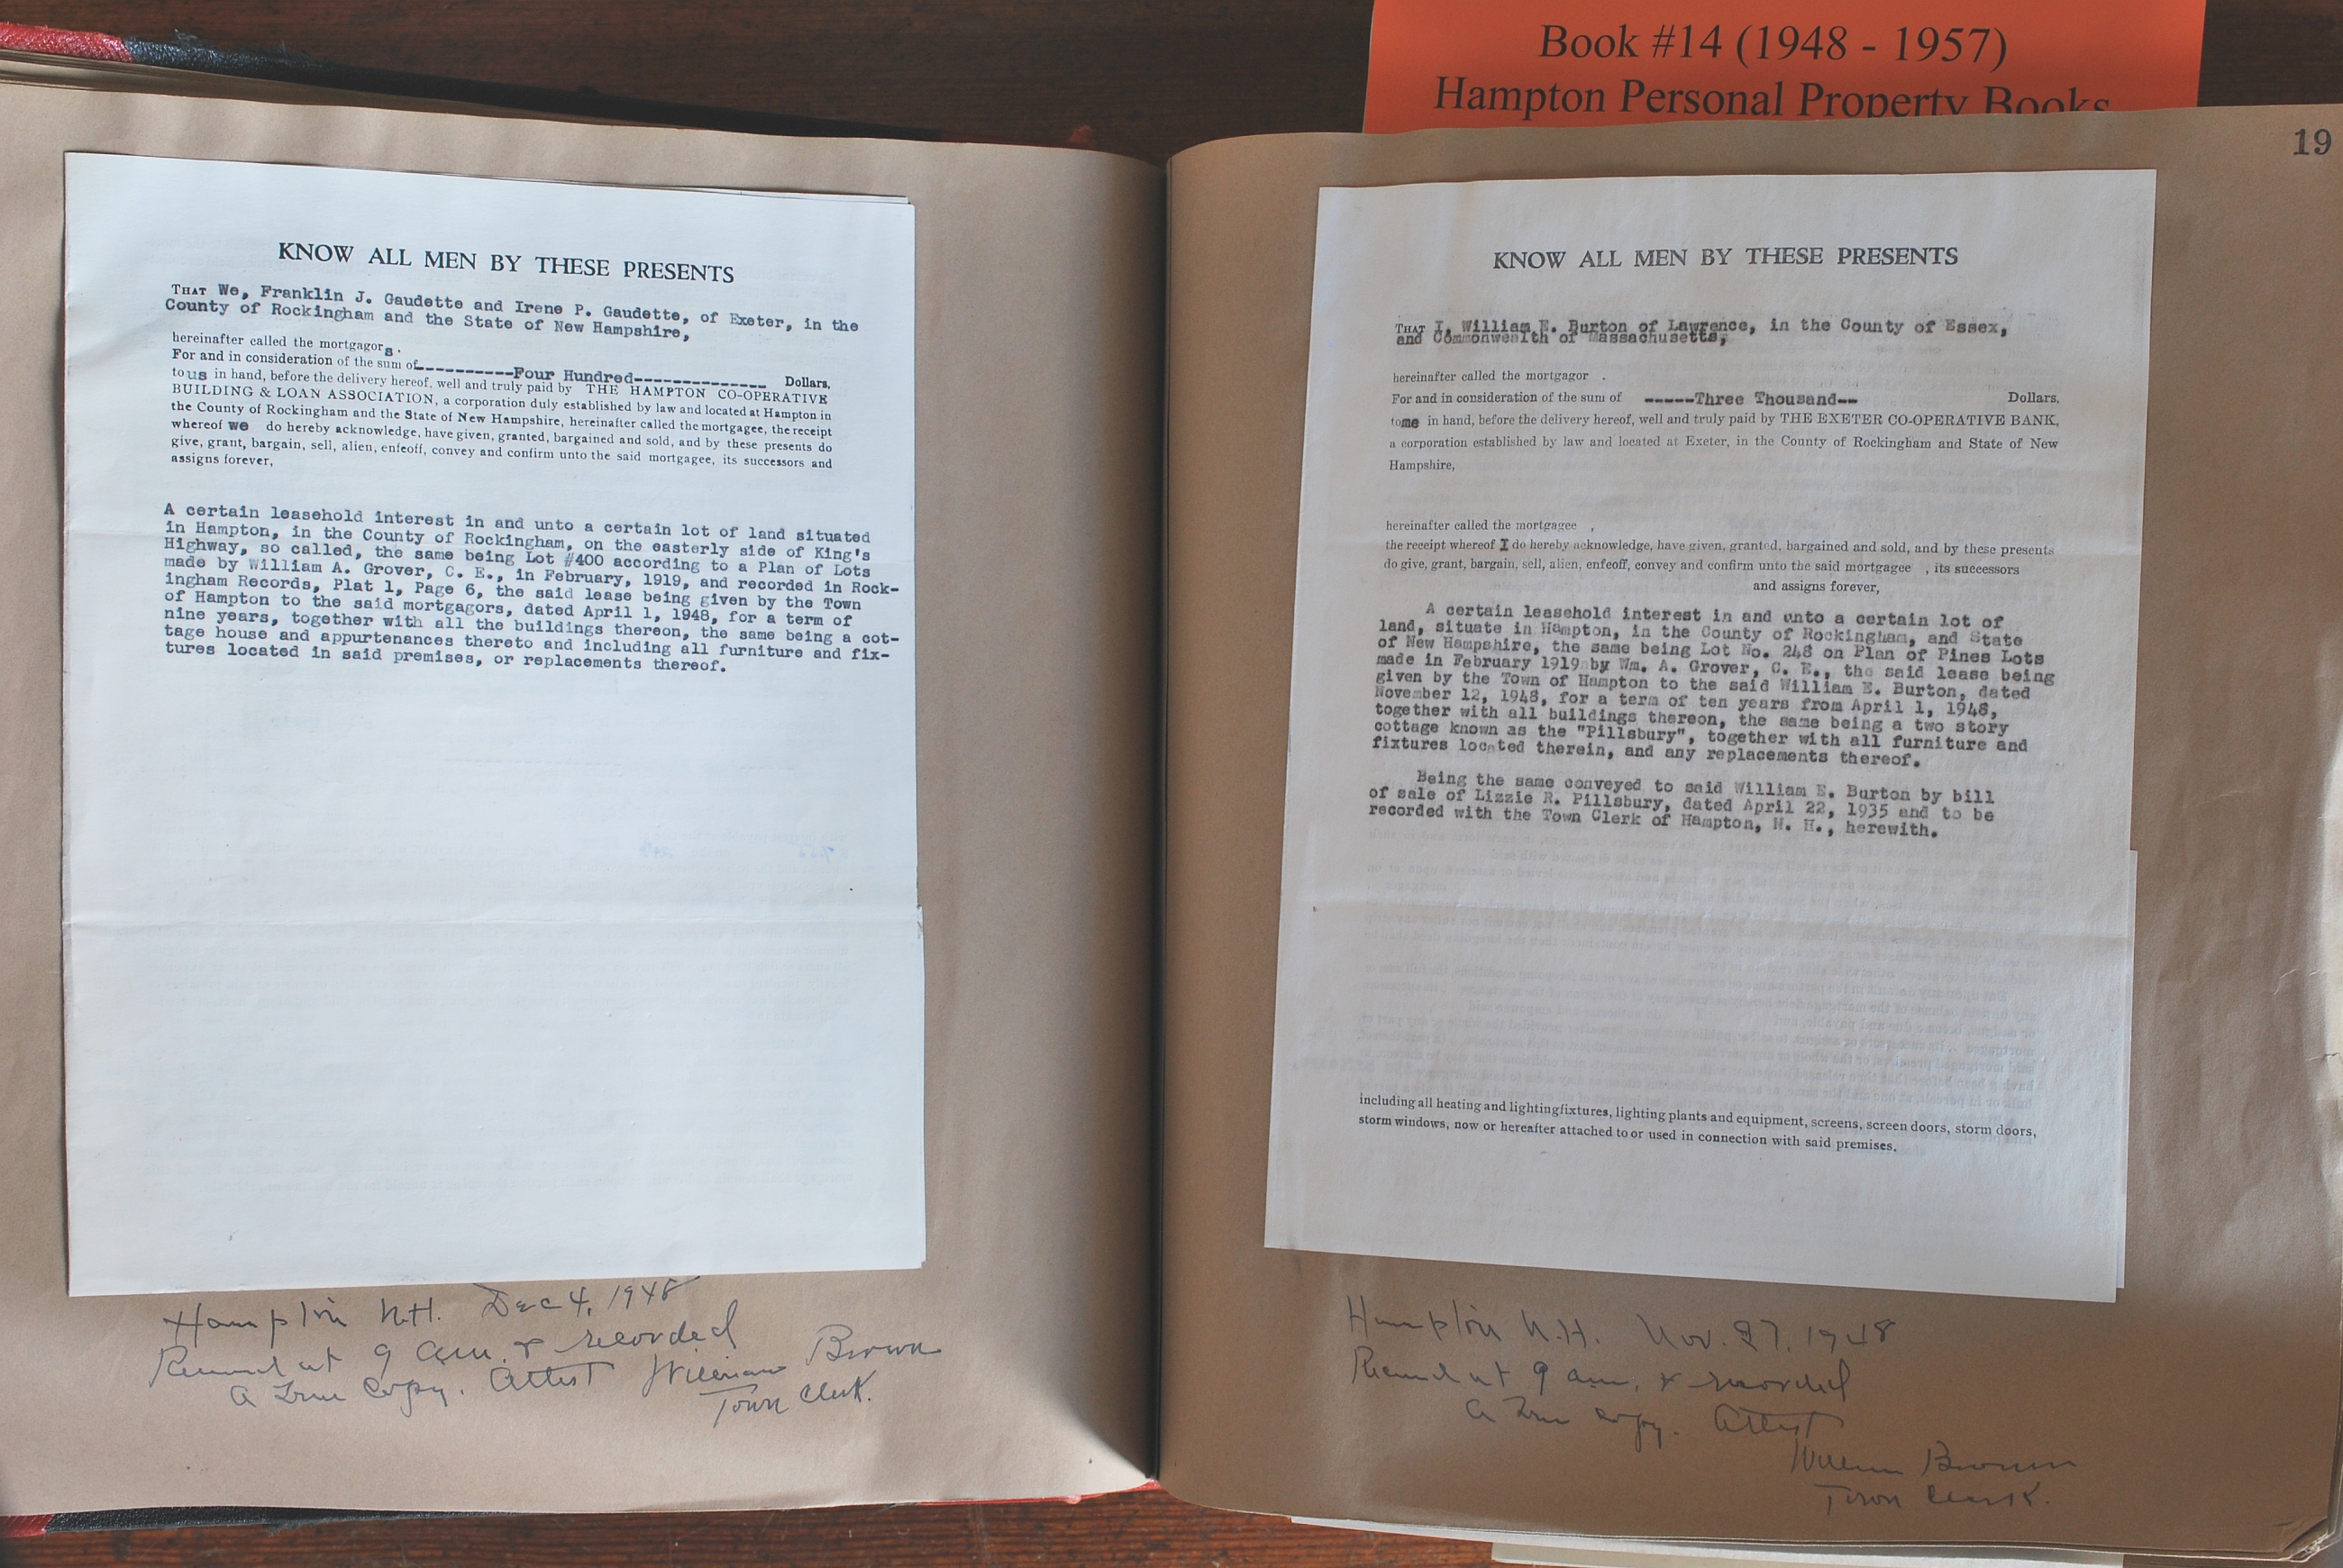 Book #14 (1948 - 1957)
Hampton Personal Property Books
19
KNOW ALL MEN BY THESE PRESENTS
THAT We, Franklin J. Gaudette and Irene P. Gaudette, of Exeter, in the
County of Rockingham and the State of New Hampshire,
hereinafter called the mortgagors.
For and in consideration of the sum of----------Four Hundred-------------- Dollars,
to us in hand, before the delivery hereof, well and truly paid by THE HAMPTON CO-OPERATIVE
BUILDING & LOAN ASSOCIATION, a corporation duly established by law and located at Hampton in
the County of Rockingham and the State of New Hampshire, hereinafter called the mortgagee, the receipt
whereof we do hereby acknowledge, have given, granted, bargained and sold, and by these presents do
give, grant, bargain, sell, alien, enfeoff, convey and confirm unto the said mortgagee, its successors and
assigns forever,
A certain leasehold interest in and unto a certain lot of land situated
in Hampton, in the County of Rockingham, on the easterly side of King's
Highway, so called, the same being Lot #400 according to a Plan of Lots
made by William A. Grover, C. E., in February, 1919, and recorded in Rock-
ingham Records, Plat 1, Page 6, the said lease being given by the Town
of Hampton to the said mortgagors, dated April 1, 1948, for a term of
nine years, together with all the buildings thereon, the same being a cot-
tage house and appurtenances thereto and including all furniture and fix-
tures located in said premises, or replacements thereof.
Hampton N.H. Dec 4, 1948
Received at 9 am. & recorded
A True Copy. Attest William Brown
Town Clerk.
KNOW ALL MEN BY THESE PRESENTS
THAT I, William E. Burton of Lawrence, in the County of Essex,
and Commonwealth of Massachusetts,
hereinafter called the mortgagor .
For and in consideration of the sum of -----Three Thousand-- Dollars,
to me in hand, before the delivery hereof, well and truly paid by THE EXETER CO-OPERATIVE BANK,
a corporation established by law and located at Exeter, in the County of Rockingham and State of New
Hampshire,
hereinafter called the mortgagee ,
the receipt whereof I do hereby acknowledge, have given, granted, bargained and sold, and by these presents
do give, grant, bargain, sell, alien, enfeoff, convey and confirm unto the said mortgagee , its successors
and assigns forever,
A certain leasehold interest in and unto a certain lot of
land, situate in Hampton, in the County of Rockingham, and State
of New Hampshire, the same being Lot No. 248 on Plan of Pines Lots
made in February 1919 by Wm. A. Grover, C. E., the said lease being
given by the Town of Hampton to the said William E. Burton, dated
November 12, 1948, for a term of ten years from April 1, 1948,
together with all buildings thereon, the same being a two story
cottage known as the "Pillsbury", together with all furniture and
fixtures located therein, and any replacements thereof.
Being the same conveyed to said William E. Burton by bill
of sale of Lizzie R. Pillsbury, dated April 22, 1935 and to be
recorded with the Town Clerk of Hampton, N. H., herewith.
including all heating and lighting fixtures, lighting plants and equipment, screens, screen doors, storm doors,
storm windows, now or hereafter attached to or used in connection with said premises.
Hampton N.H. Nov. 27, 1948
Received at 9 am. & recorded
A True Copy. Attest
William Brown
Town Clerk.